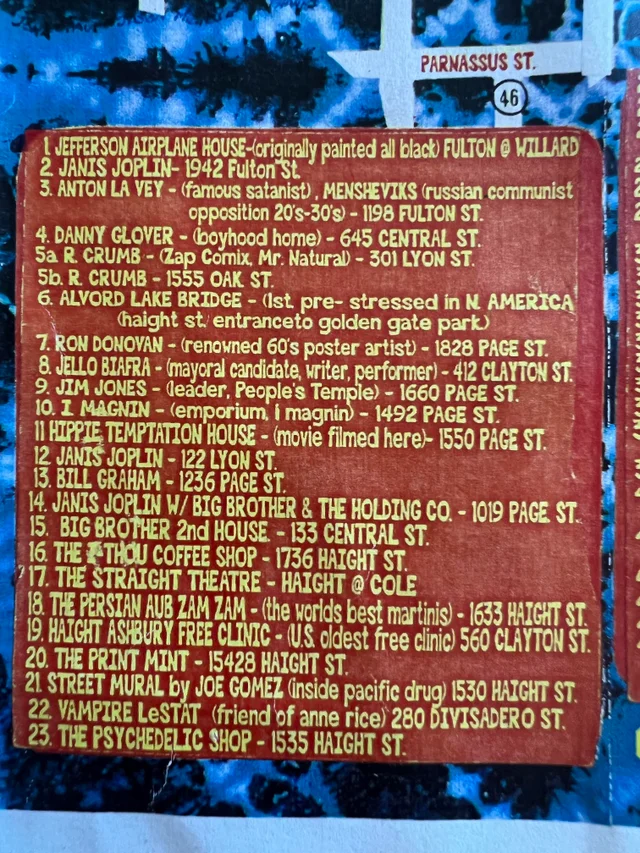 PARNASSUS ST.
46
1. JEFFERSON AIRPLANE HOUSE-(originally painted all black) FULTON @ WILLARD
2. JANIS JOPLIN- 1942 Fulton St.
3. ANTON LA VEY - (famous satanist) , MENSHEVIKS (russian communist
opposition 20's-30's) - 1198 FULTON ST.
4. DANNY GLOVER - (boyhood home) - 645 CENTRAL ST.
5a R. CRUMB - (Zap Comix, Mr. Natural) - 301 LYON ST.
5b. R. CRUMB - 1555 OAK ST.
6. ALVORD LAKE BRIDGE - (1st. pre- stressed in N. AMERICA
(haight st. entranceto golden gate park)
7. RON DONOVAN - (renowned 60's poster artist) - 1828 PAGE ST.
8. JELLO BIAFRA - (mayoral candidate, writer, performer) - 412 CLAYTON ST.
9. JIM JONES - (leader, People's Temple) - 1660 PAGE ST.
10. I MAGNIN - (emporium, i magnin) - 1492 PAGE ST.
11 HIPPIE TEMPTATION HOUSE - (movie filmed here)- 1550 PAGE ST.
12. JANIS JOPLIN - 122 LYON ST.
13. BILL GRAHAM - 1236 PAGE ST.
14. JANIS JOPLIN W/ BIG BROTHER & THE HOLDING CO. - 1019 PAGE ST.
15. BIG BROTHER 2nd HOUSE. - 133 CENTRAL ST.
16. THE I-THOU COFFEE SHOP - 1736 HAIGHT ST.
17. THE STRAIGHT THEATRE - HAIGHT @ COLE
18. THE PERSIAN AUB ZAM ZAM - (the worlds best martinis) - 1633 HAIGHT ST.
19. HAIGHT ASHBURY FREE CLINIC - (U.S. oldest free clinic) 560 CLAYTON ST.
20. THE PRINT MINT - 15428 HAIGHT ST.
21. STREET MURAL by JOE GOMEZ (inside pacific drug) 1530 HAIGHT ST.
22. VAMPIRE LeSTAT (friend of anne rice) 280 DIVISADERO ST.
23. THE PSYCHEDELIC SHOP - 1535 HAIGHT ST.